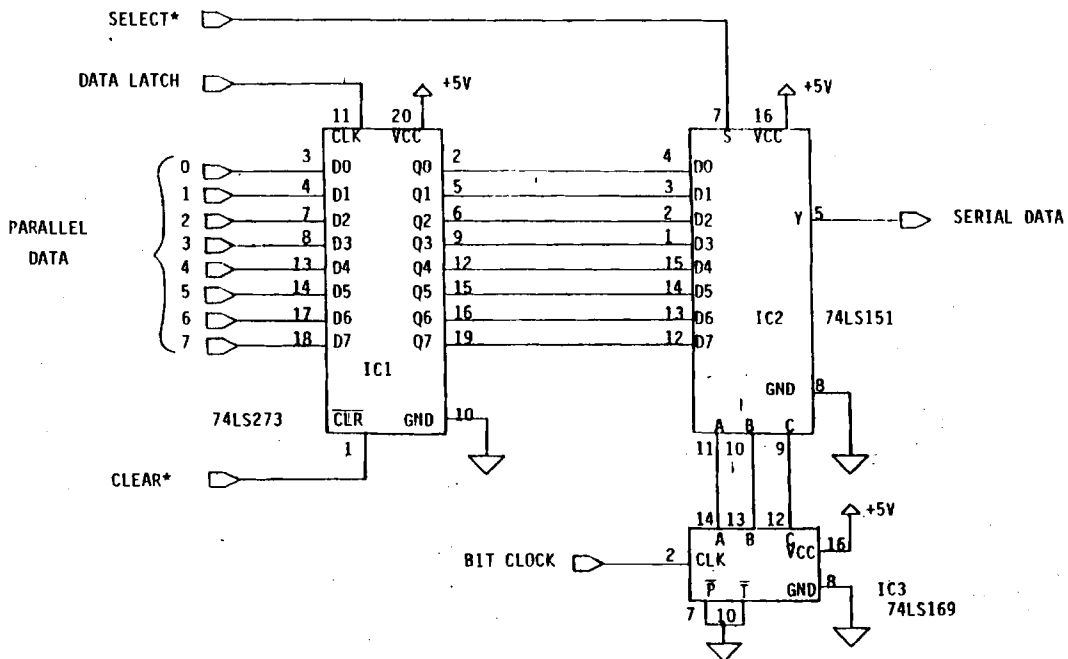 SELECT*
DATA LATCH
+5V
+5V
11 20
CLK VCC
7 16
S VCC
PARALLEL
DATA
0 3 D0 Q0 2 4 D0
1 4 D1 Q1 5 3 D1
2 7 D2 Q2 6 2 D2
3 8 D3 Q3 9 1 D3
4 13 D4 Q4 12 15 D4
5 14 D5 Q5 15 14 D5
6 17 D6 Q6 16 13 D6
7 18 D7 Q7 19 12 D7
Y 5 SERIAL DATA
IC1
IC2 74LS151
GND 8
74LS273
CLR GND 10
1
A B C
11 10 9
CLEAR*
+5V
14 13 12
A B C
VCC 16
BIT CLOCK 2 CLK
P T
GND 8
7 10
IC3
74LS169